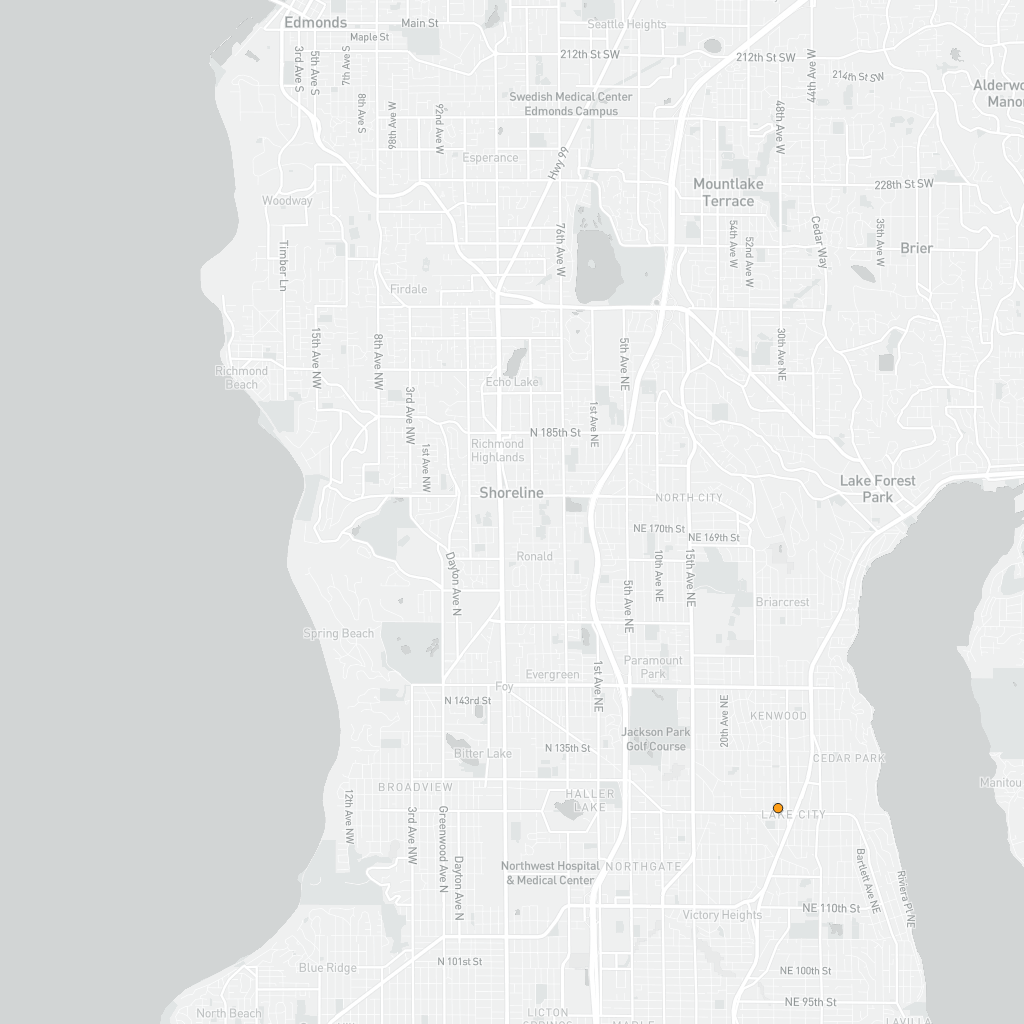 Edmonds
Main St
Seattle Heights
Maple St
212th St SW
212th St SW
3rd Ave S
5th Ave S
7th Ave S
44th Ave W
214th St SW
Alderwo
Manor
Swedish Medical Center
Edmonds Campus
8th Ave S
98th Ave W
92nd Ave W
48th Ave W
Esperance
Hwy 99
Mountlake
Terrace
228th St SW
Woodway
76th Ave W
54th Ave W
52nd Ave W
Cedar Way
35th Ave W
Brier
Timber Ln
Firdale
15th Ave NW
8th Ave NW
5th Ave NE
30th Ave NE
Richmond
Beach
Echo Lake
3rd Ave NW
1st Ave NE
N 185th St
1st Ave NW
Richmond
Highlands
Shoreline
NORTH CITY
Lake Forest
Park
NE 170th St
NE 169th St
Ronald
Dayton Ave N
10th Ave NE
15th Ave NE
5th Ave NE
Briarcrest
Spring Beach
Paramount
Park
Evergreen
1st Ave NE
Foy
N 143rd St
20th Ave NE
KENWOOD
Jackson Park
Golf Course
N 135th St
Bitter Lake
CEDAR PARK
Manitou
BROADVIEW
HALLER
LAKE
LAKE CITY
12th Ave NW
3rd Ave NW
Greenwood Ave N
Dayton Ave N
Northwest Hospital
& Medical Center
NORTHGATE
Bartlett Ave NE
Riviera Pl NE
NE 110th St
Victory Heights
N 101st St
Blue Ridge
NE 100th St
NE 95th St
North Beach
LICTON